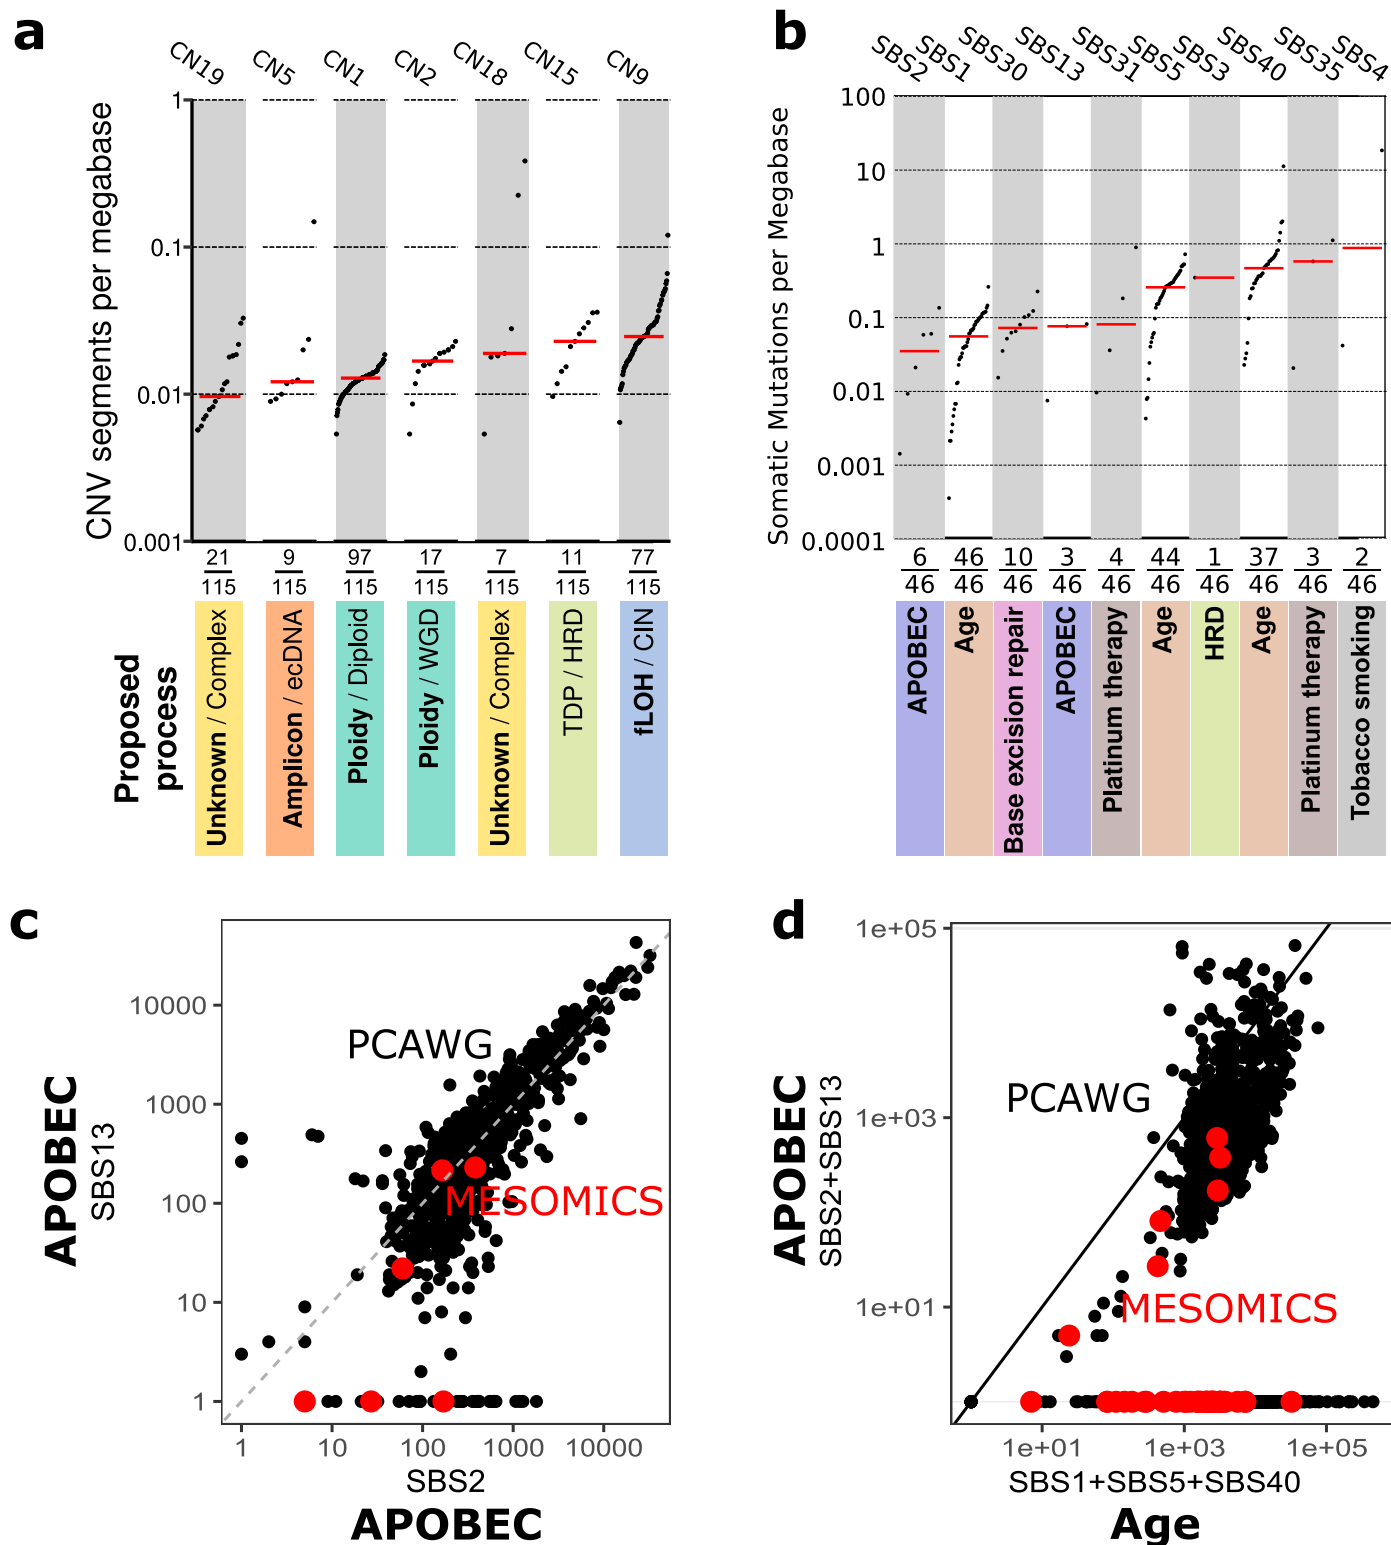 a
CN19 CN5 CN1 CN2 CN18 CN15 CN9
CNV segments per megabase
1
0.1
0.01
0.001
21 9 97 17 7 11 77
115 115 115 115 115 115 115
Proposed
process
Unknown / Complex
Amplicon / ecDNA
Ploidy / Diploid
Ploidy / WGD
Unknown / Complex
TDP / HRD
fLOH / CIN
b
SBS2 SBS1 SBS30 SBS13 SBS31 SBS5 SBS3 SBS40 SBS35 SBS4
Somatic Mutations per Megabase
100
10
1
0.1
0.01
0.001
0.0001
6 46 10 3 4 44 1 37 3 2
46 46 46 46 46 46 46 46 46 46
APOBEC
Age
Base excision repair
APOBEC
Platinum therapy
Age
HRD
Age
Platinum therapy
Tobacco smoking
c
APOBEC
SBS13
10000
1000
100
10
1
PCAWG
MESOMICS
1 10 100 1000 10000
SBS2
APOBEC
d
APOBEC
SBS2+SBS13
1e+05
1e+03
1e+01
PCAWG
MESOMICS
1e+01 1e+03 1e+05
SBS1+SBS5+SBS40
Age